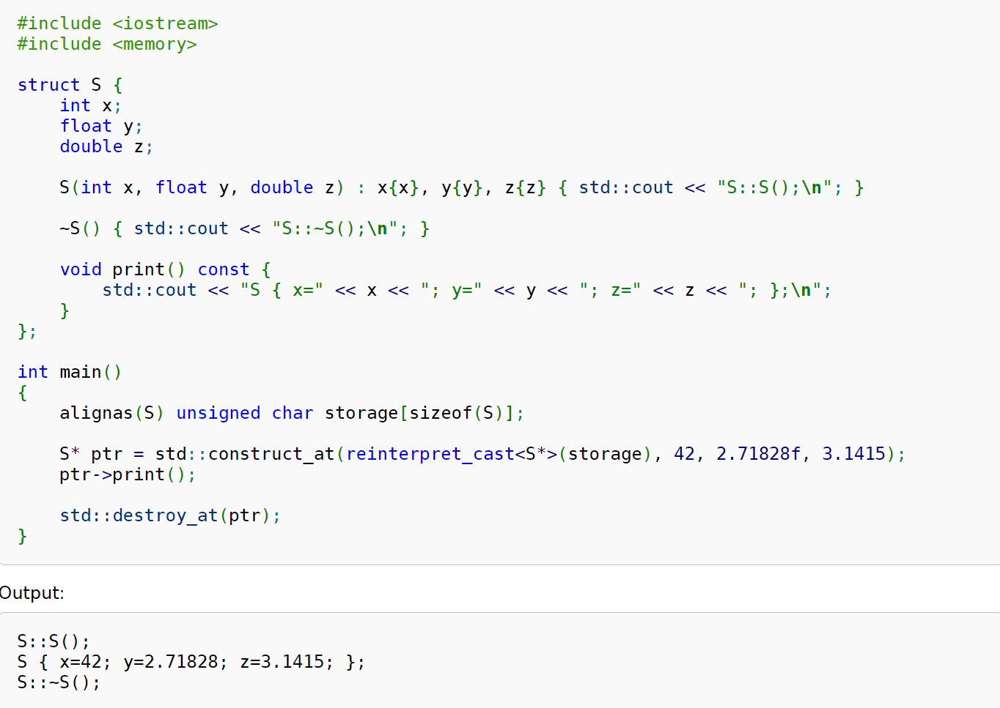 #include <iostream>
#include <memory>

struct S {
    int x;
    float y;
    double z;

    S(int x, float y, double z) : x{x}, y{y}, z{z} { std::cout << "S::S();\n"; }

    ~S() { std::cout << "S::~S();\n"; }

    void print() const {
        std::cout << "S { x=" << x << "; y=" << y << "; z=" << z << "; };\n";
    }
};

int main()
{
    alignas(S) unsigned char storage[sizeof(S)];

    S* ptr = std::construct_at(reinterpret_cast<S*>(storage), 42, 2.71828f, 3.1415);
    ptr->print();

    std::destroy_at(ptr);
}

Output:

S::S();
S { x=42; y=2.71828; z=3.1415; };
S::~S();